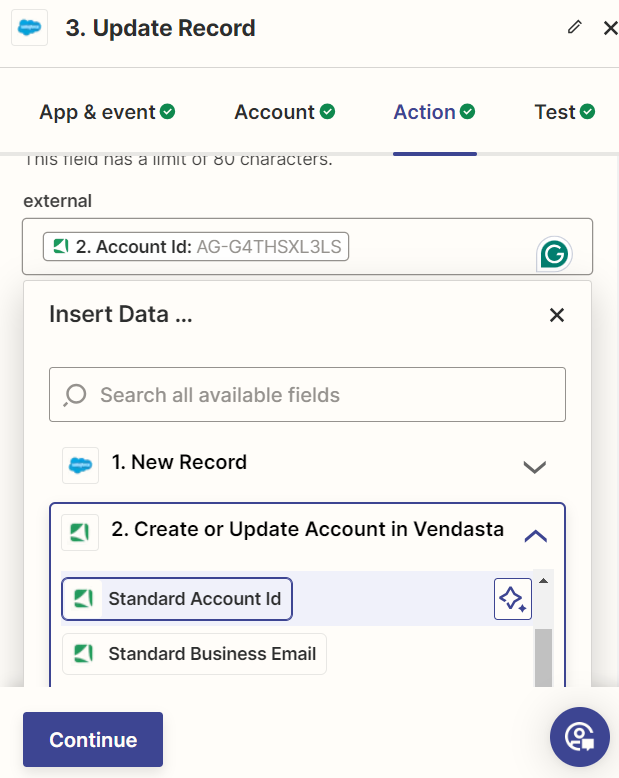 3. Update Record
App & event Account Action Test
This field has a limit of 80 characters.
external
2. Account Id: AG-G4THSXL3LS
Insert Data ...
Search all available fields
1. New Record
2. Create or Update Account in Vendasta
Standard Account Id
Standard Business Email
Continue